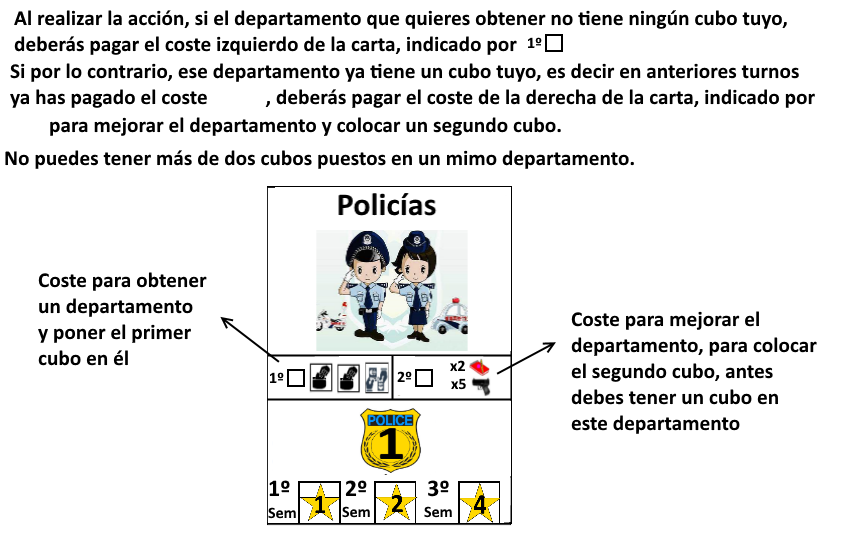 Al realizar la acción, si el departamento que quieres obtener no tiene ningún cubo tuyo,
deberás pagar el coste izquierdo de la carta, indicado por 1º
Si por lo contrario, ese departamento ya tiene un cubo tuyo, es decir en anteriores turnos
ya has pagado el coste , deberás pagar el coste de la derecha de la carta, indicado por
para mejorar el departamento y colocar un segundo cubo.
No puedes tener más de dos cubos puestos en un mimo departamento.
Policías
Coste para obtener
un departamento
y poner el primer
cubo en él
Coste para mejorar el
departamento, para colocar
el segundo cubo, antes
debes tener un cubo en
este departamento
1º 2º x2
x5
POLICE
1
1º 2º 3º
Sem 1 Sem 2 Sem 4